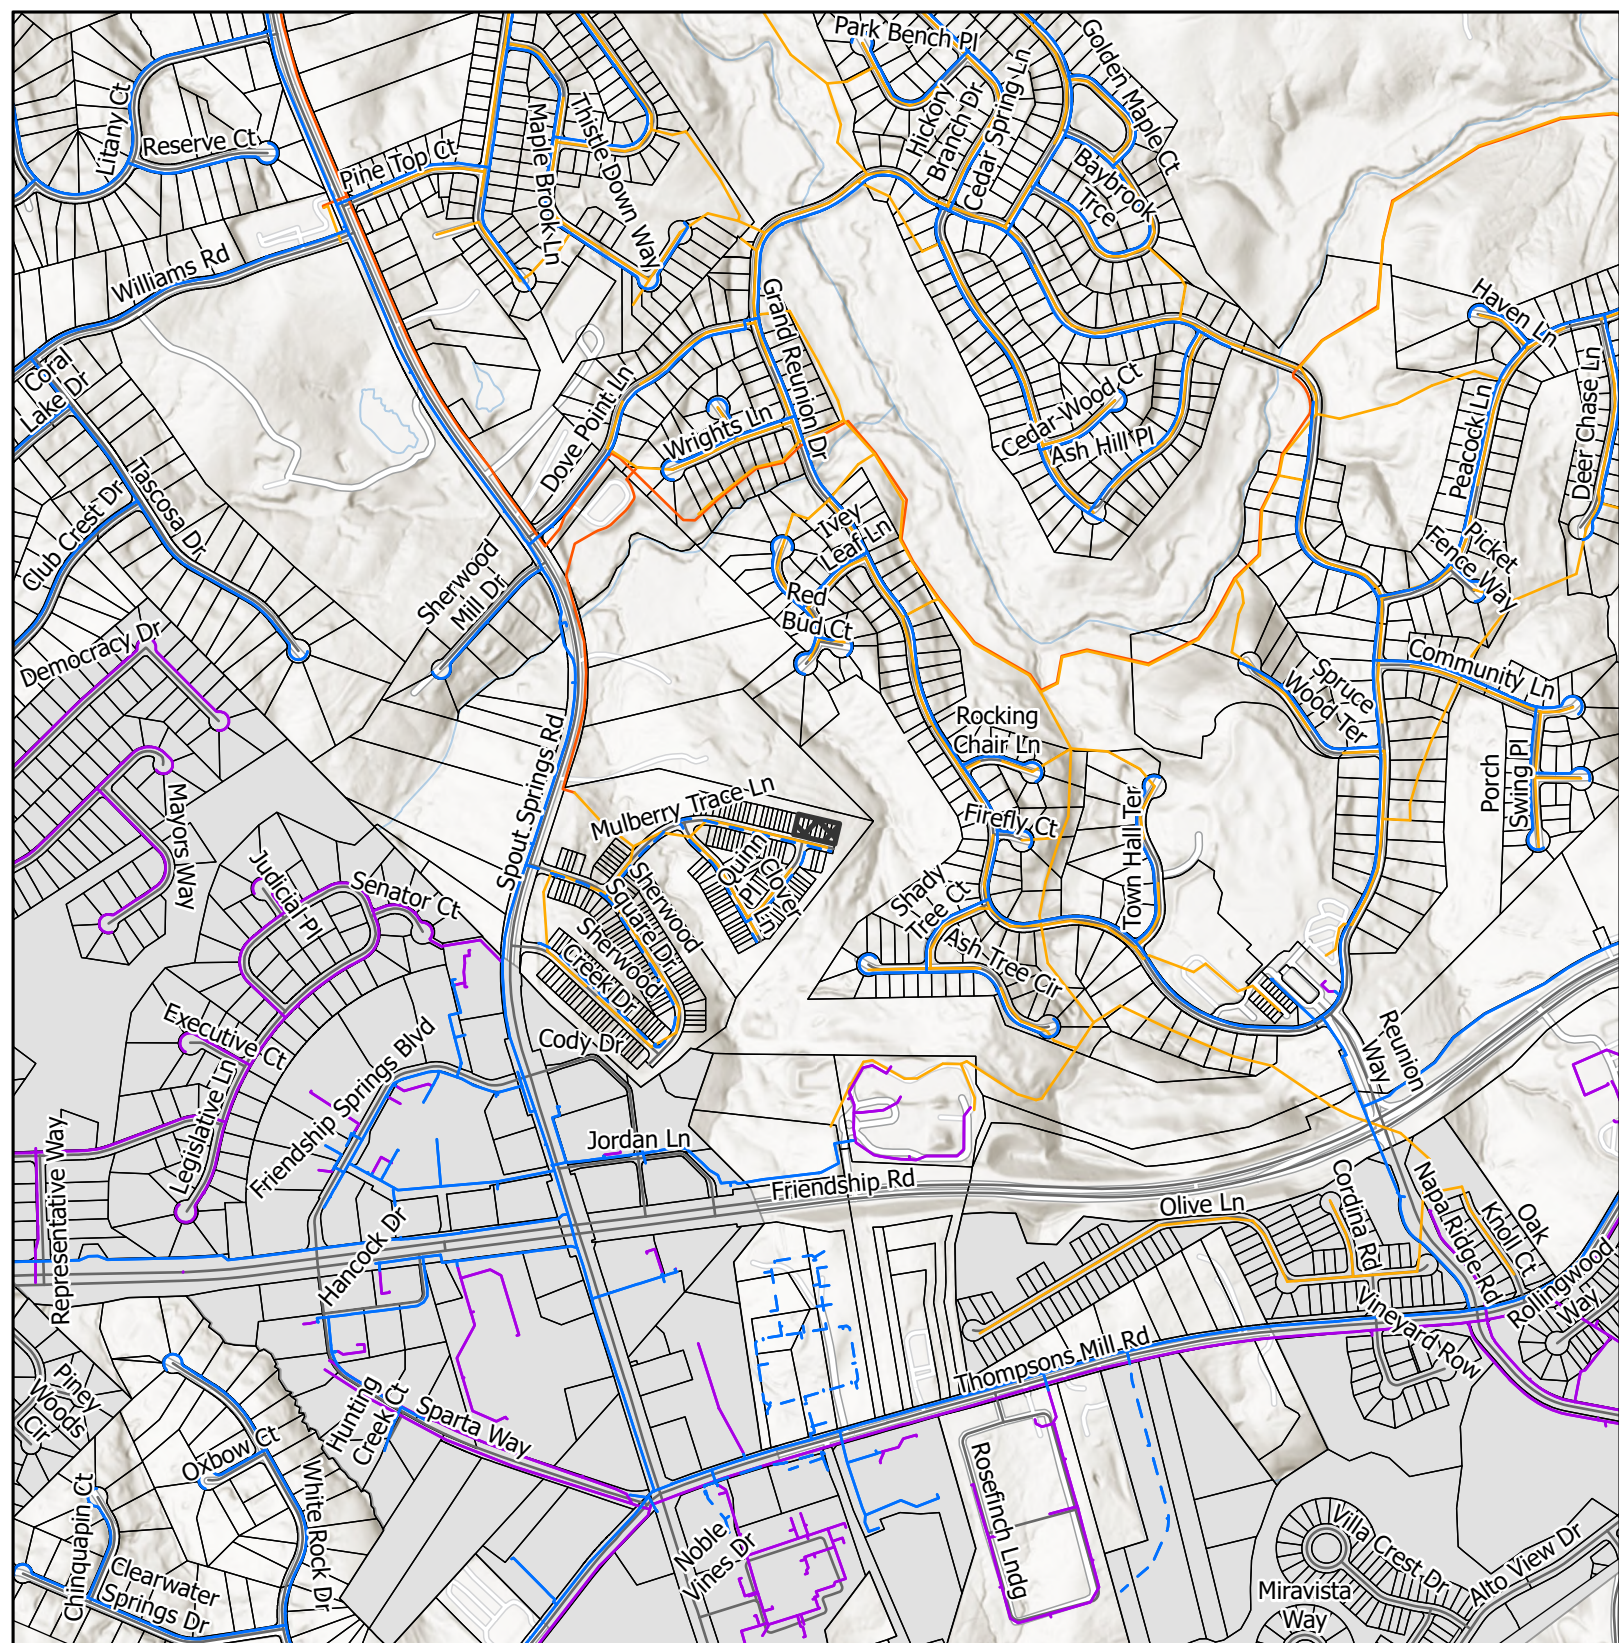 Park Bench Pl
Golden Maple Ct
Litany Ct
Reserve Ct
Pine Top Ct
Maple Brook Ln
Thistle Down Way
Hickory
Branch Dr
Cedar Spring Ln
Baybrook
Trce
Williams Rd
Grand Reunion Dr
Haven Ln
Coral
Lake Dr
Dove Point Ln
Wrights Ln
Cedar Wood Ct
Ash Hill Pl
Peacock Ln
Deer Chase Ln
Tascosa Dr
Club Crest Dr
Sherwood
Mill Dr
Ivey
Leaf Ln
Red
Bud Ct
Picket
Fence Way
Democracy Dr
Community Ln
Spruce
Wood Ter
Rocking
Chair Ln
Spout Springs Rd
Mulberry Trace Ln
Mayors Way
Firefly Ct
Town Hall Ter
Porch
Swing Pl
Judicial Pl
Senator Ct
Quinn
Pl
Clover
Ln
Sherwood
Square Dr
Sherwood
Creek Dr
Shady
Tree Ct
Ash Tree Cir
Executive Ct
Cody Dr
Reunion
Way
Legislative Ln
Friendship Springs Blvd
Jordan Ln
Friendship Rd
Representative Way
Hancock Dr
Olive Ln
Cordina Rd
Napa Ridge Rd
Oak
Knoll Ct
Rollingwood
Way
Vineyard Row
Thompsons Mill Rd
Piney
Woods
Cir
Hunting
Creek Ct
Sparta Way
Oxbow Ct
White Rock Dr
Chinquapin Ct
Clearwater
Springs Dr
Noble
Vines Dr
Rosefinch Lndg
Villa Crest Dr
Alto View Dr
Miravista
Way